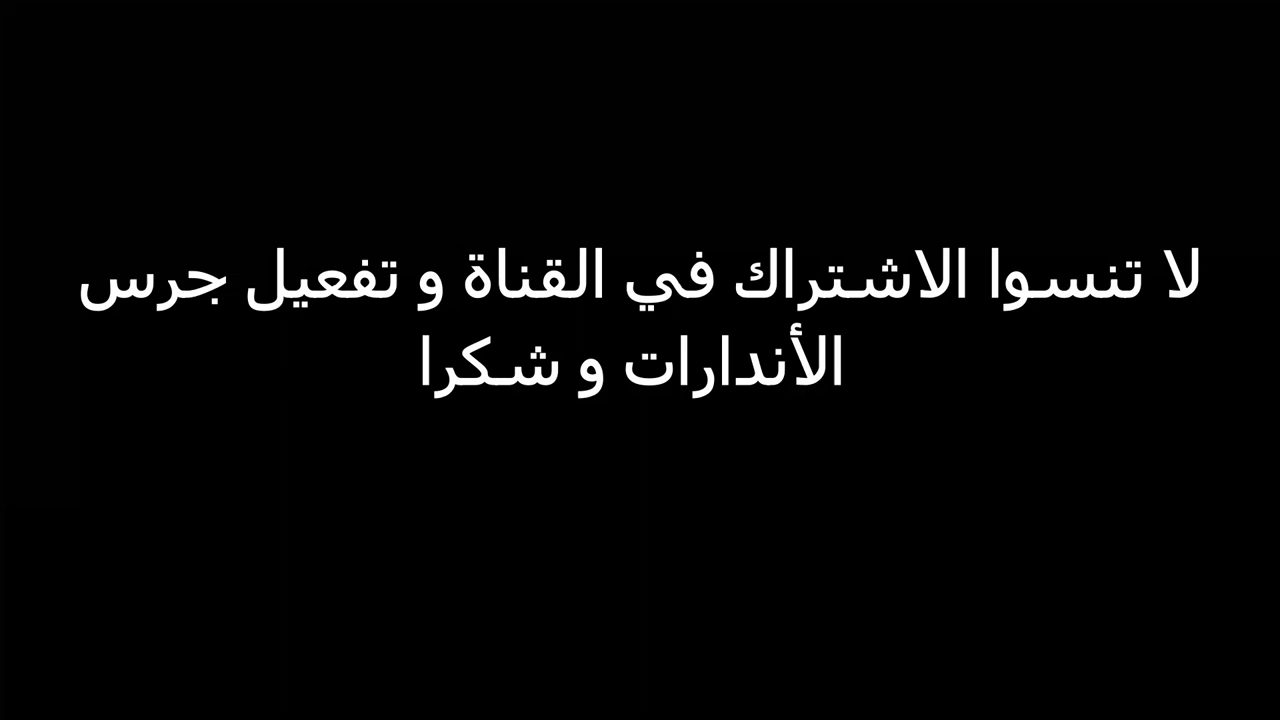 لا تنسوا الاشتراك في القناة و تفعيل جرس
الأندارات و شكرا